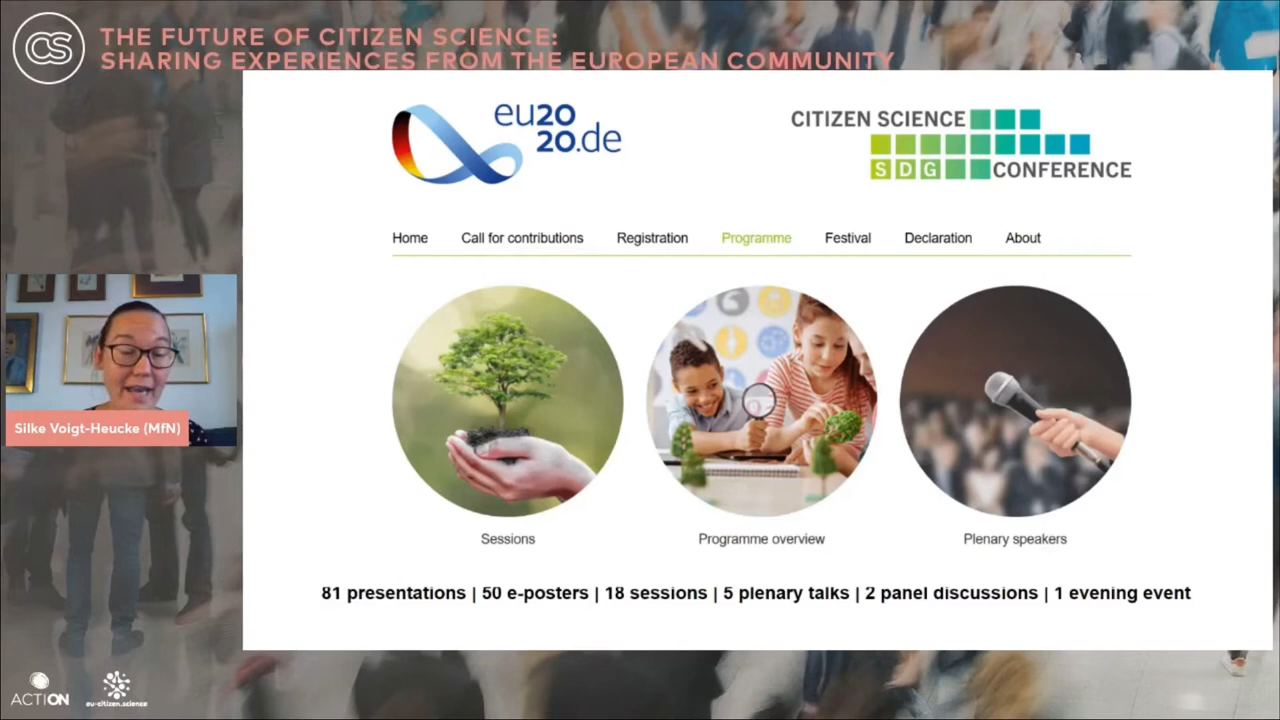 CS
THE FUTURE OF CITIZEN SCIENCE:
SHARING EXPERIENCES FROM THE EUROPEAN COMMUNITY
eu2020.de
CITIZEN SCIENCE
SDG CONFERENCE
Home Call for contributions Registration Programme Festival Declaration About
Silke Voigt-Heucke (MfN)
Sessions Programme overview Plenary speakers
81 presentations | 50 e-posters | 18 sessions | 5 plenary talks | 2 panel discussions | 1 evening event
ACTION
eu-citizen.science